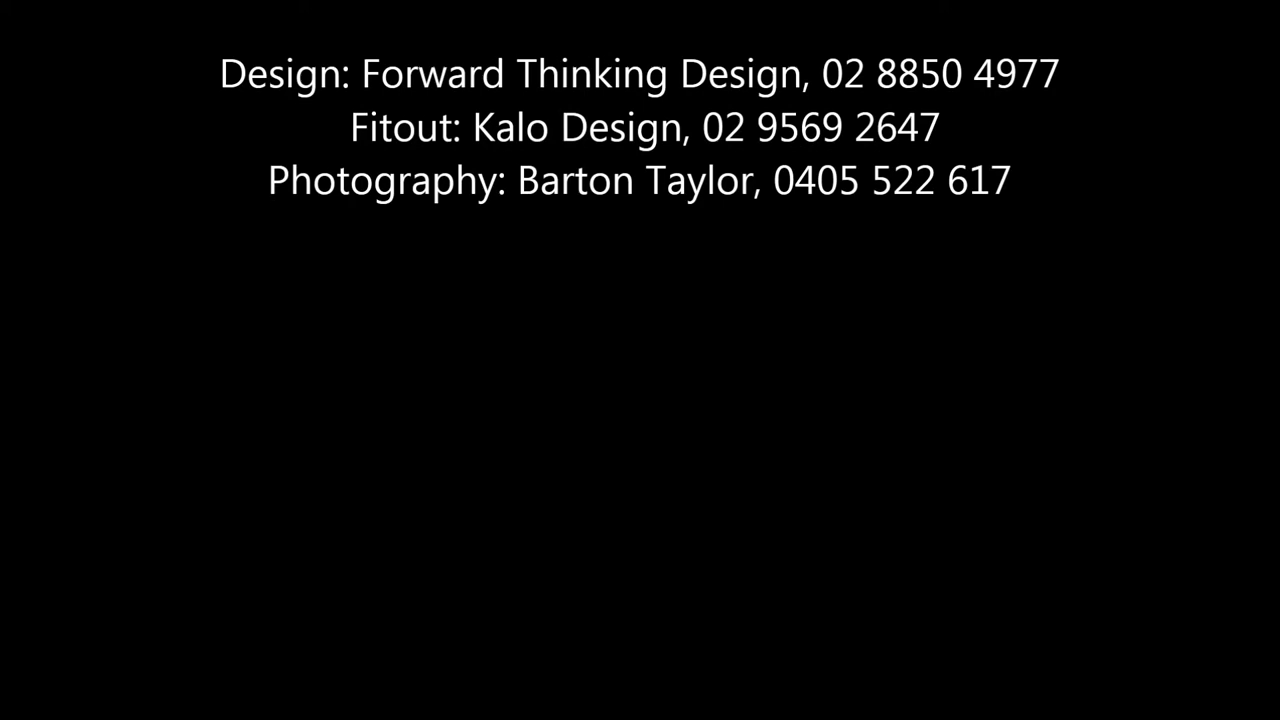 Design: Forward Thinking Design, 02 8850 4977
Fitout: Kalo Design, 02 9569 2647
Photography: Barton Taylor, 0405 522 617